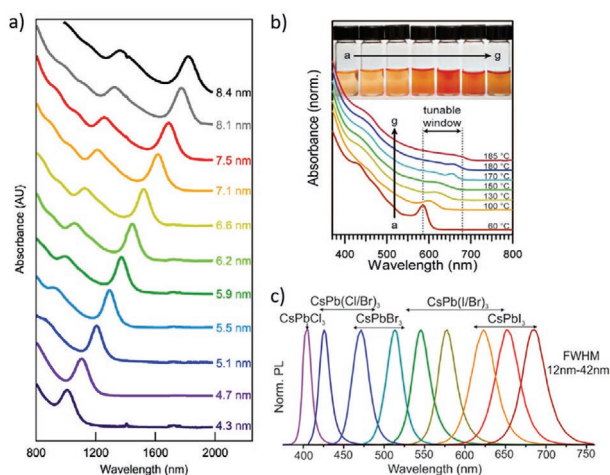 a)
8.4 nm
8.1 nm
7.5 nm
7.1 nm
6.6 nm
6.2 nm
5.9 nm
5.5 nm
5.1 nm
4.7 nm
4.3 nm
Absorbance (AU)
800 1200 1600 2000
Wavelength (nm)
b)
a g
tunable
window
g
a
185 °C
180 °C
170 °C
150 °C
130 °C
100 °C
60 °C
Absorbance (norm.)
400 500 600 700 800
Wavelength (nm)
c)
CsPb(Cl/Br)₃ CsPb(I/Br)₃
CsPbCl₃ CsPbBr₃ CsPbI₃
FWHM
12nm-42nm
Norm. PL
400 450 500 550 600 650 700 750
Wavelength (nm)